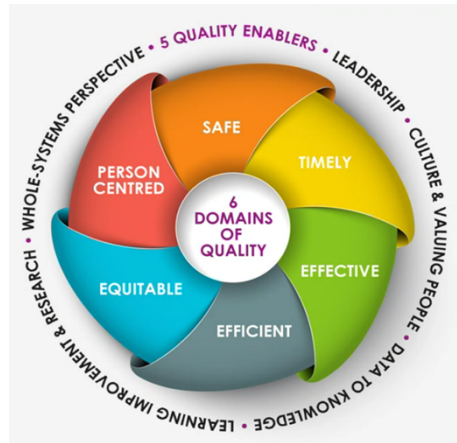 • 5 QUALITY ENABLERS • LEADERSHIP • CULTURE & VALUING PEOPLE • DATA TO KNOWLEDGE • LEARNING IMPROVEMENT & RESEARCH • WHOLE-SYSTEMS PERSPECTIVE
SAFE
TIMELY
EFFECTIVE
EFFICIENT
EQUITABLE
PERSON
CENTRED
6
DOMAINS
OF
QUALITY